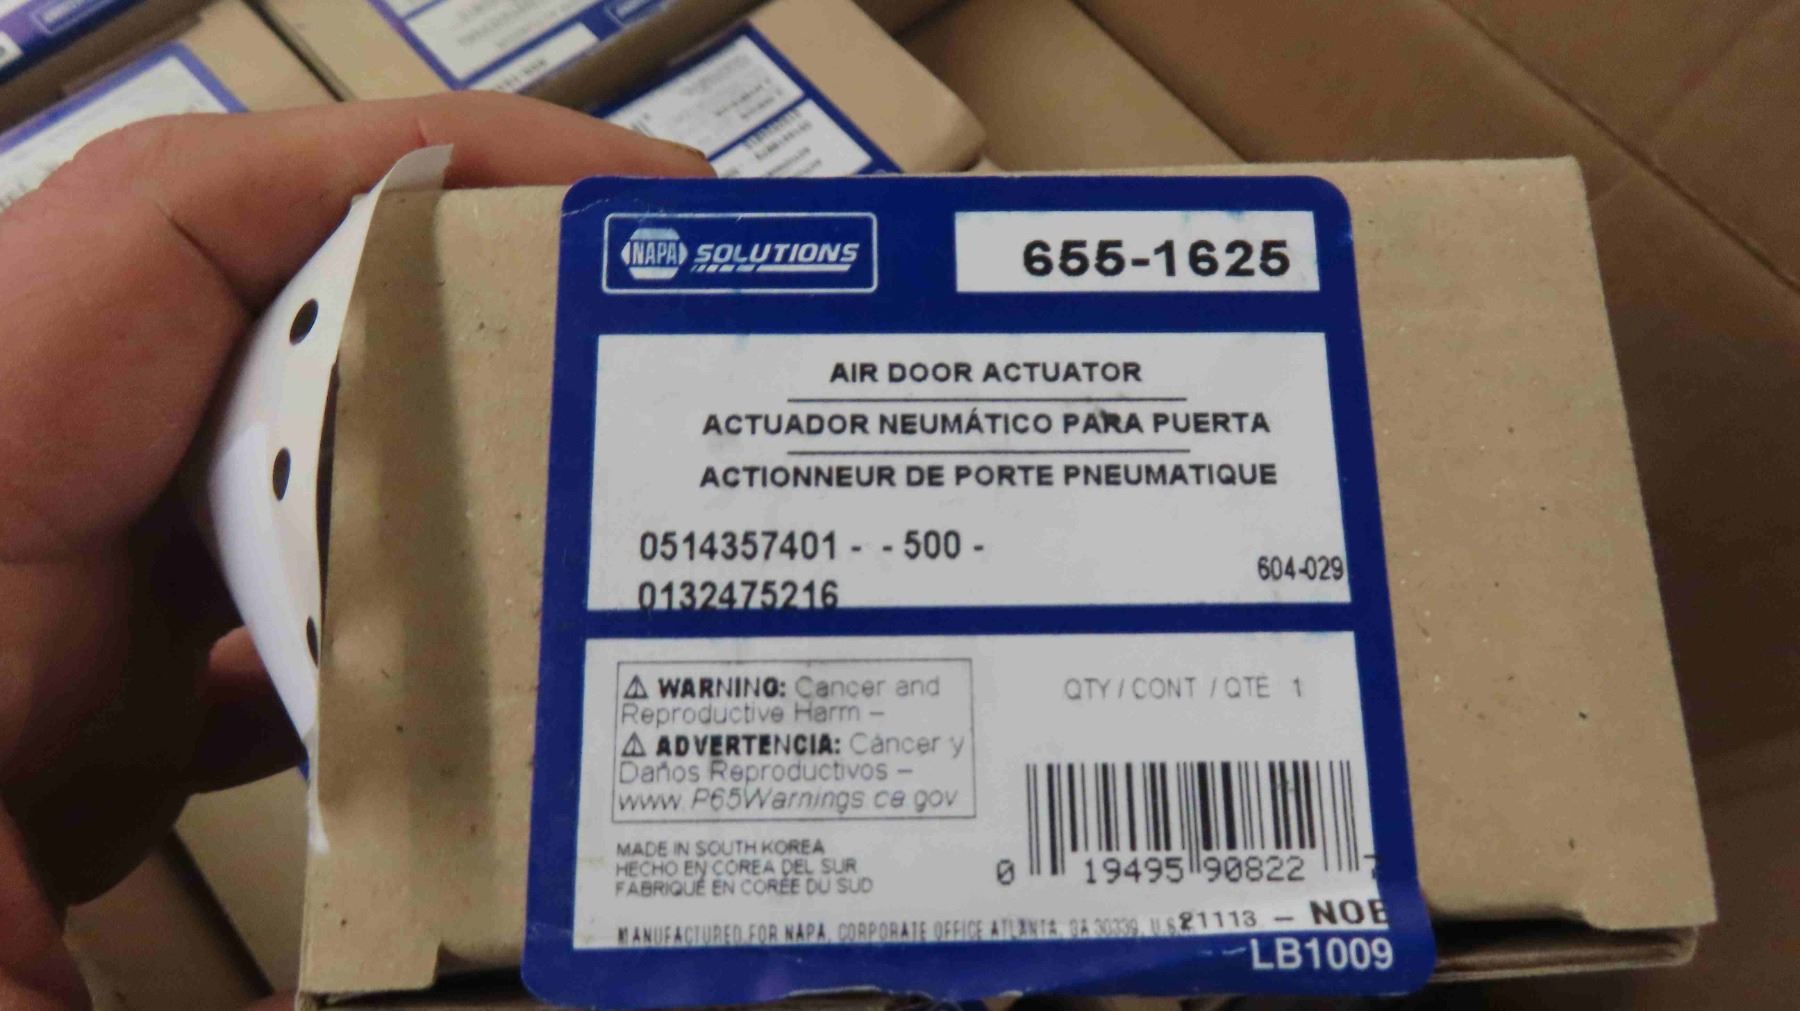 NAPA SOLUTIONS
655-1625
AIR DOOR ACTUATOR
ACTUADOR NEUMÁTICO PARA PUERTA
ACTIONNEUR DE PORTE PNEUMATIQUE
0514357401 - - 500 -
604-029
0132475216
⚠ WARNING: Cancer and
Reproductive Harm –
⚠ ADVERTENCIA: Cáncer y
Daños Reproductivos –
www.P65Warnings.ca.gov
QTY / CONT / QTE 1
MADE IN SOUTH KOREA
HECHO EN COREA DEL SUR
FABRIQUÉ EN CORÉE DU SUD
0 19495 90822 7
MANUFACTURED FOR NAPA, CORPORATE OFFICE ATLANTA, GA 30339, U.S.
21113 – NOE
LB1009